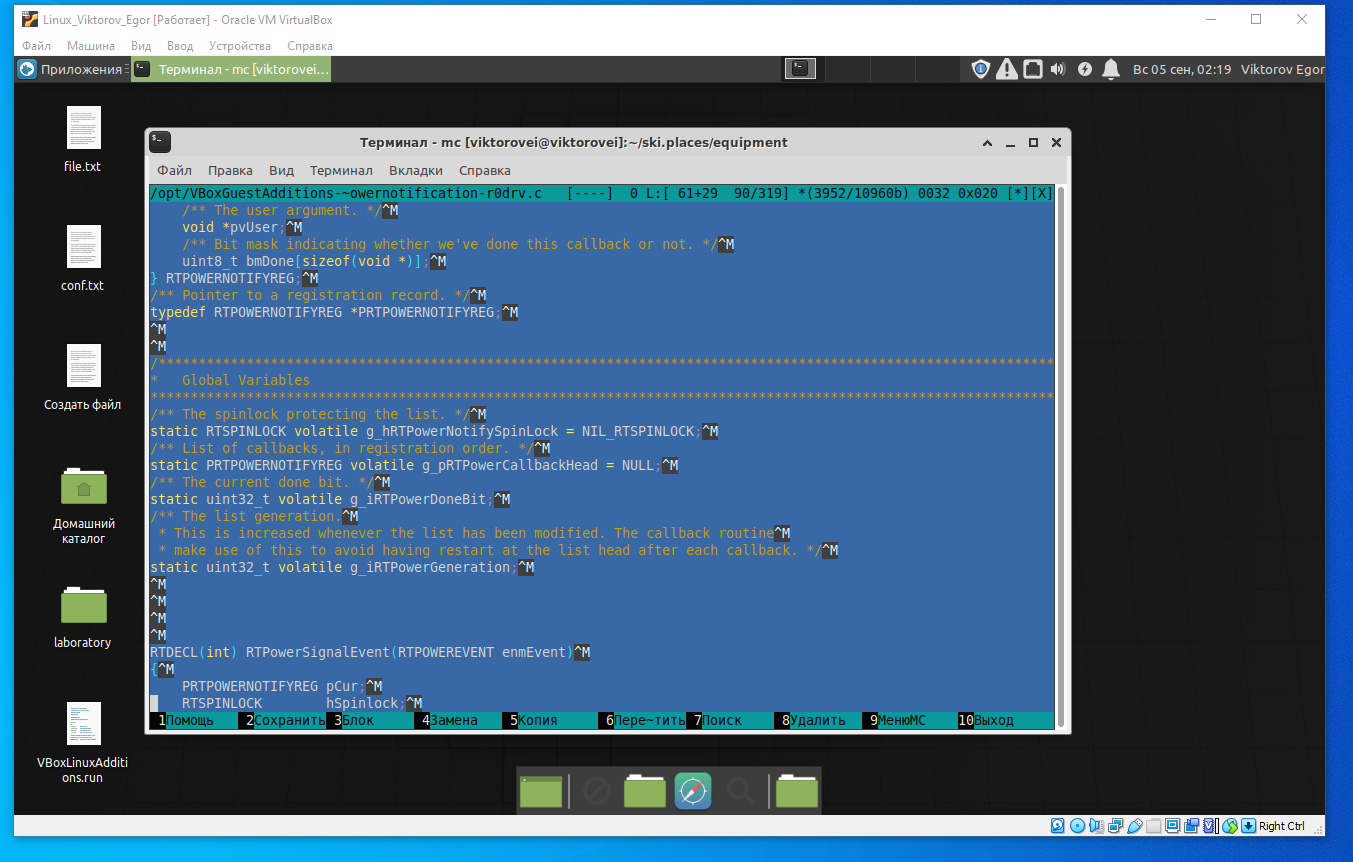 Linux_Viktorov_Egor [Работает] - Oracle VM VirtualBox
Файл Машина Вид Ввод Устройства Справка
Приложения Терминал - mc [viktorovei... Вс 05 сен, 02:19 Viktorov Egor
file.txt
conf.txt
Создать файл
Домашний
каталог
laboratory
VBoxLinuxAdditi
ons.run
Терминал - mc [viktorovei@viktorovei]:~/ski.places/equipment
Файл Правка Вид Терминал Вкладки Справка
/opt/VBoxGuestAdditions-~owernotification-r0drv.c [----] 0 L:[ 61+29 90/319] *(3952/10960b) 0032 0x020 [*][X]
/** The user argument. */^M
void *pvUser;^M
/** Bit mask indicating whether we've done this callback or not. */^M
uint8_t bmDone[sizeof(void *)];^M
} RTPOWERNOTIFYREG;^M
/** Pointer to a registration record. */^M
typedef RTPOWERNOTIFYREG *PRTPOWERNOTIFYREG;^M
^M
^M
/****************************************************************************************************************
* Global Variables
*****************************************************************************************************************
/** The spinlock protecting the list. */^M
static RTSPINLOCK volatile g_hRTPowerNotifySpinLock = NIL_RTSPINLOCK;^M
/** List of callbacks, in registration order. */^M
static PRTPOWERNOTIFYREG volatile g_pRTPowerCallbackHead = NULL;^M
/** The current done bit. */^M
static uint32_t volatile g_iRTPowerDoneBit;^M
/** The list generation.^M
* This is increased whenever the list has been modified. The callback routine^M
* make use of this to avoid having restart at the list head after each callback. */^M
static uint32_t volatile g_iRTPowerGeneration;^M
^M
^M
^M
^M
RTDECL(int) RTPowerSignalEvent(RTPOWEREVENT enmEvent)^M
{^M
PRTPOWERNOTIFYREG pCur;^M
RTSPINLOCK hSpinlock;^M
1Помощь 2Сохранить 3Блок 4Замена 5Копия 6Пере~тить 7Поиск 8Удалить 9МенюMC 10Выход
Right Ctrl